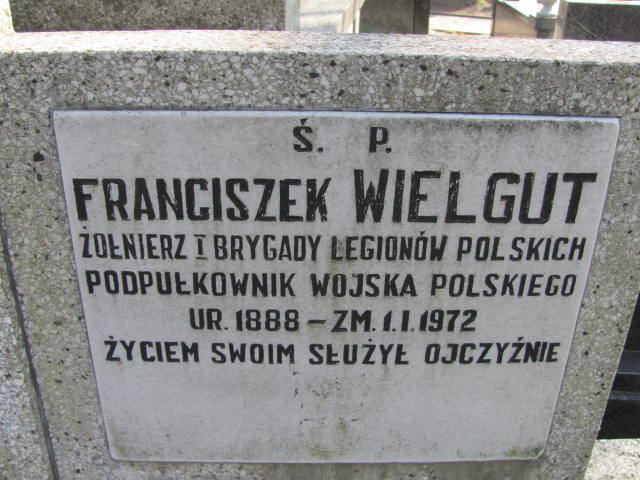 Ś. P.
FRANCISZEK WIELGUT
ŻOŁNIERZ I BRYGADY LEGIONÓW POLSKICH
PODPUŁKOWNIK WOJSKA POLSKIEGO
UR. 1888 – ZM. 1.I.1972
ŻYCIEM SWOIM SŁUŻYŁ OJCZYŹNIE